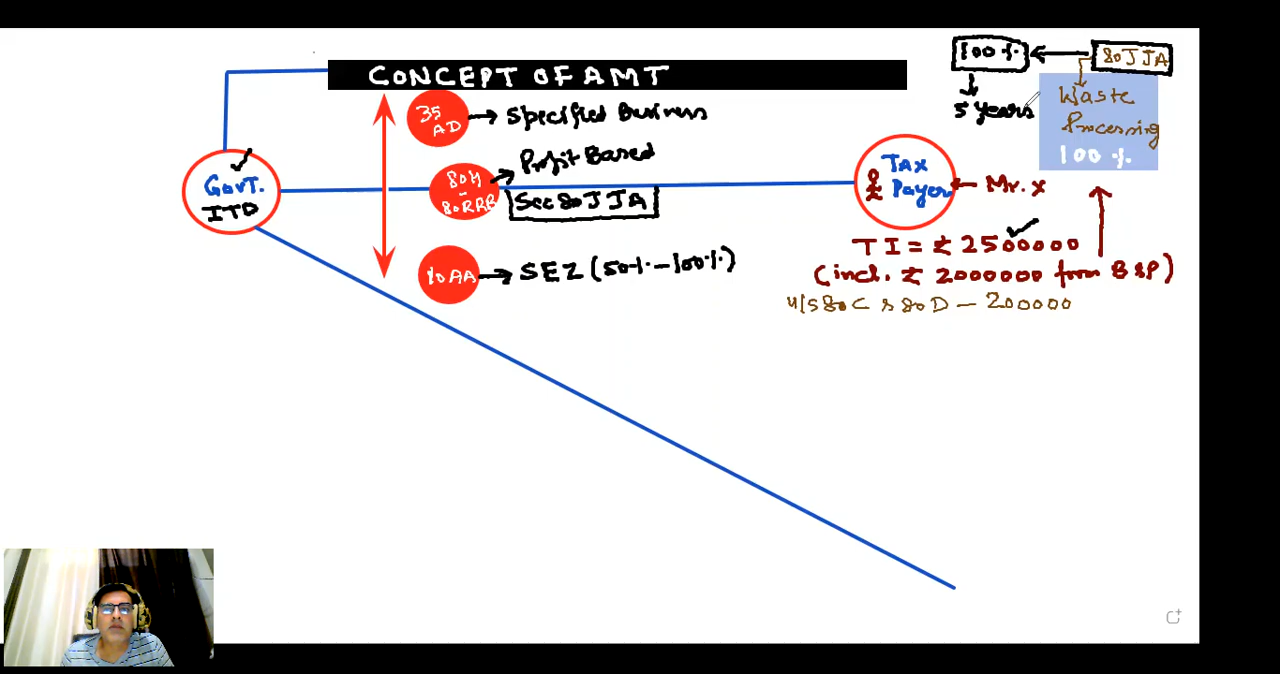 CONCEPT OF AMT
100%
80JJA
35
AD
Specified Business
5 years
Waste
Processing
100%
Govt.
ITD
80H
-
80RRB
Profit Based
Sec 80JJA
TAX
£ Payer
Mr. X
TI = ₹ 2500000
(incl. ₹ 2000000 from B&P)
U/S 80C & 80D - 200000
10AA
SEZ (50% - 100%)